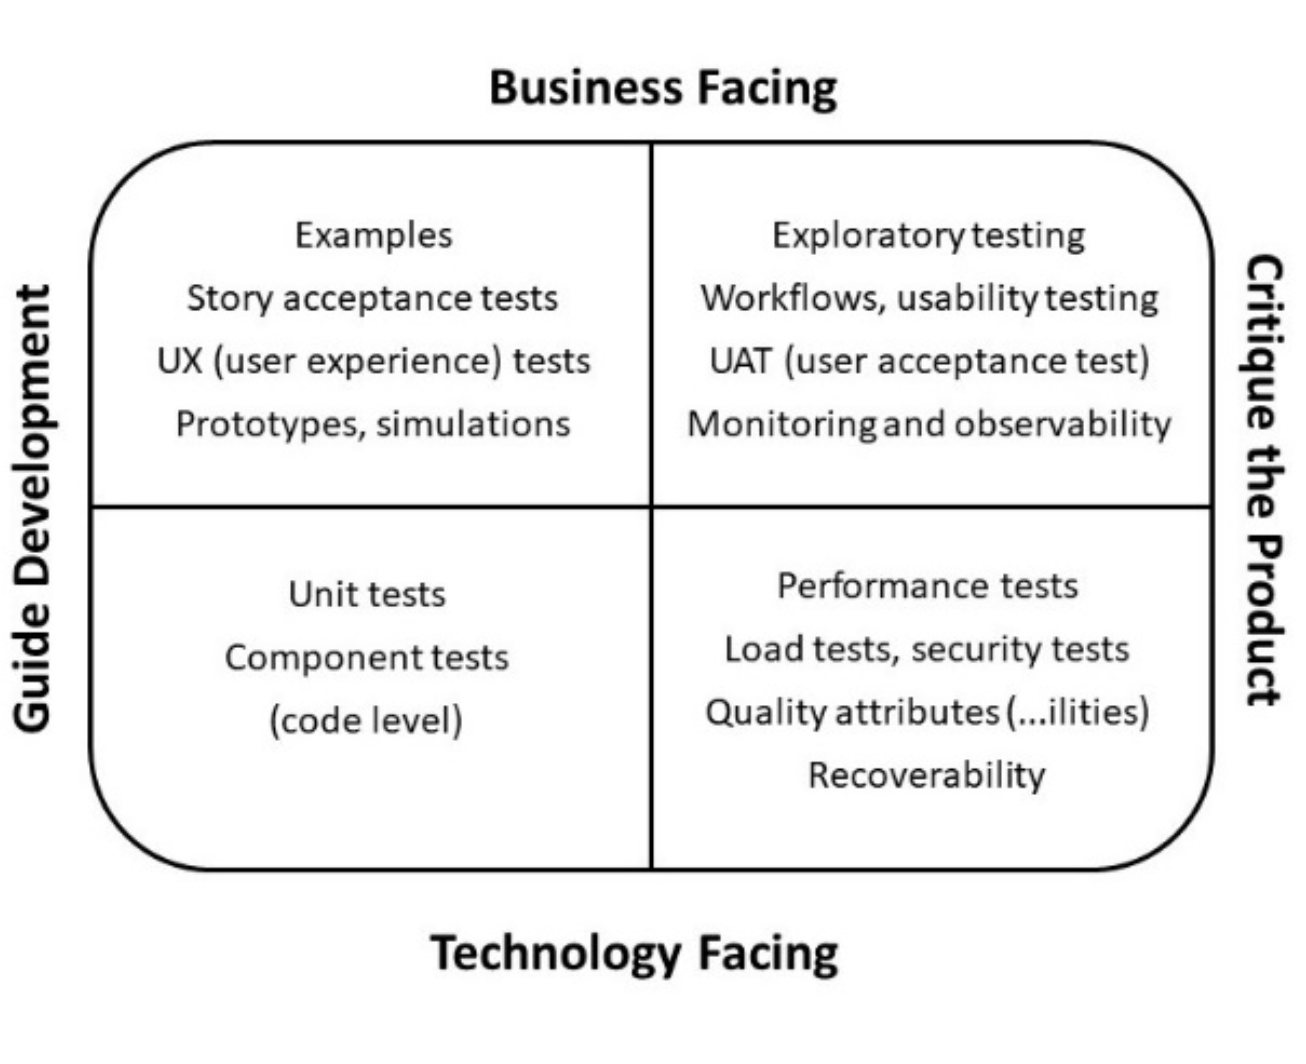 Business Facing
Guide Development
Examples
Story acceptance tests
UX (user experience) tests
Prototypes, simulations
Exploratory testing
Workflows, usability testing
UAT (user acceptance test)
Monitoring and observability
Critique the Product
Unit tests
Component tests
(code level)
Performance tests
Load tests, security tests
Quality attributes (...ilities)
Recoverability
Technology Facing